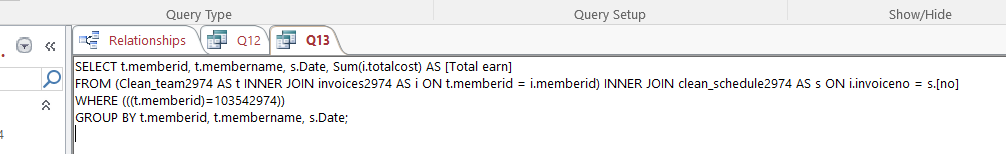 Query Type
Query Setup
Show/Hide
Relationships
Q12
Q13
SELECT t.memberid, t.membername, s.Date, Sum(i.totalcost) AS [Total earn]
FROM (Clean_team2974 AS t INNER JOIN invoices2974 AS i ON t.memberid = i.memberid) INNER JOIN clean_schedule2974 AS s ON i.invoiceno = s.[no]
WHERE (((t.memberid)=103542974))
GROUP BY t.memberid, t.membername, s.Date;
4